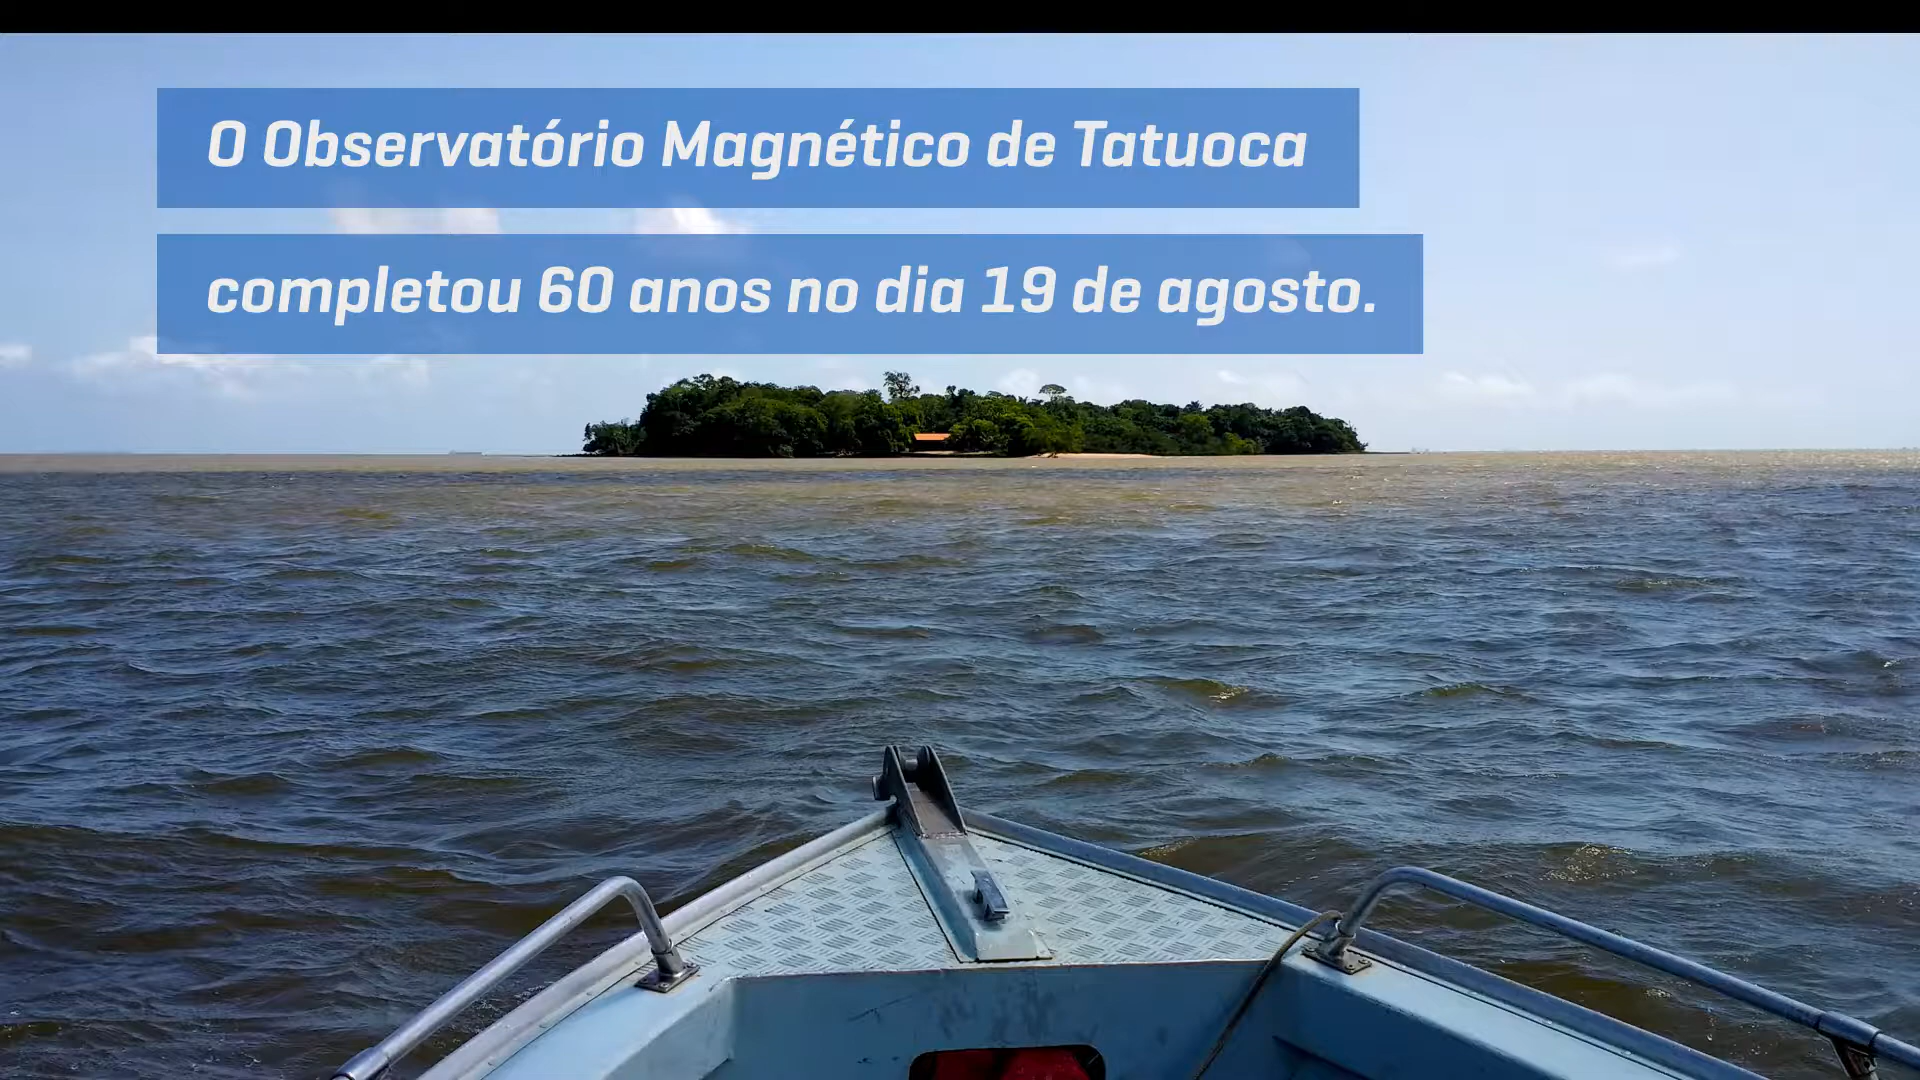 O Observatório Magnético de Tatuoca
completou 60 anos no dia 19 de agosto.